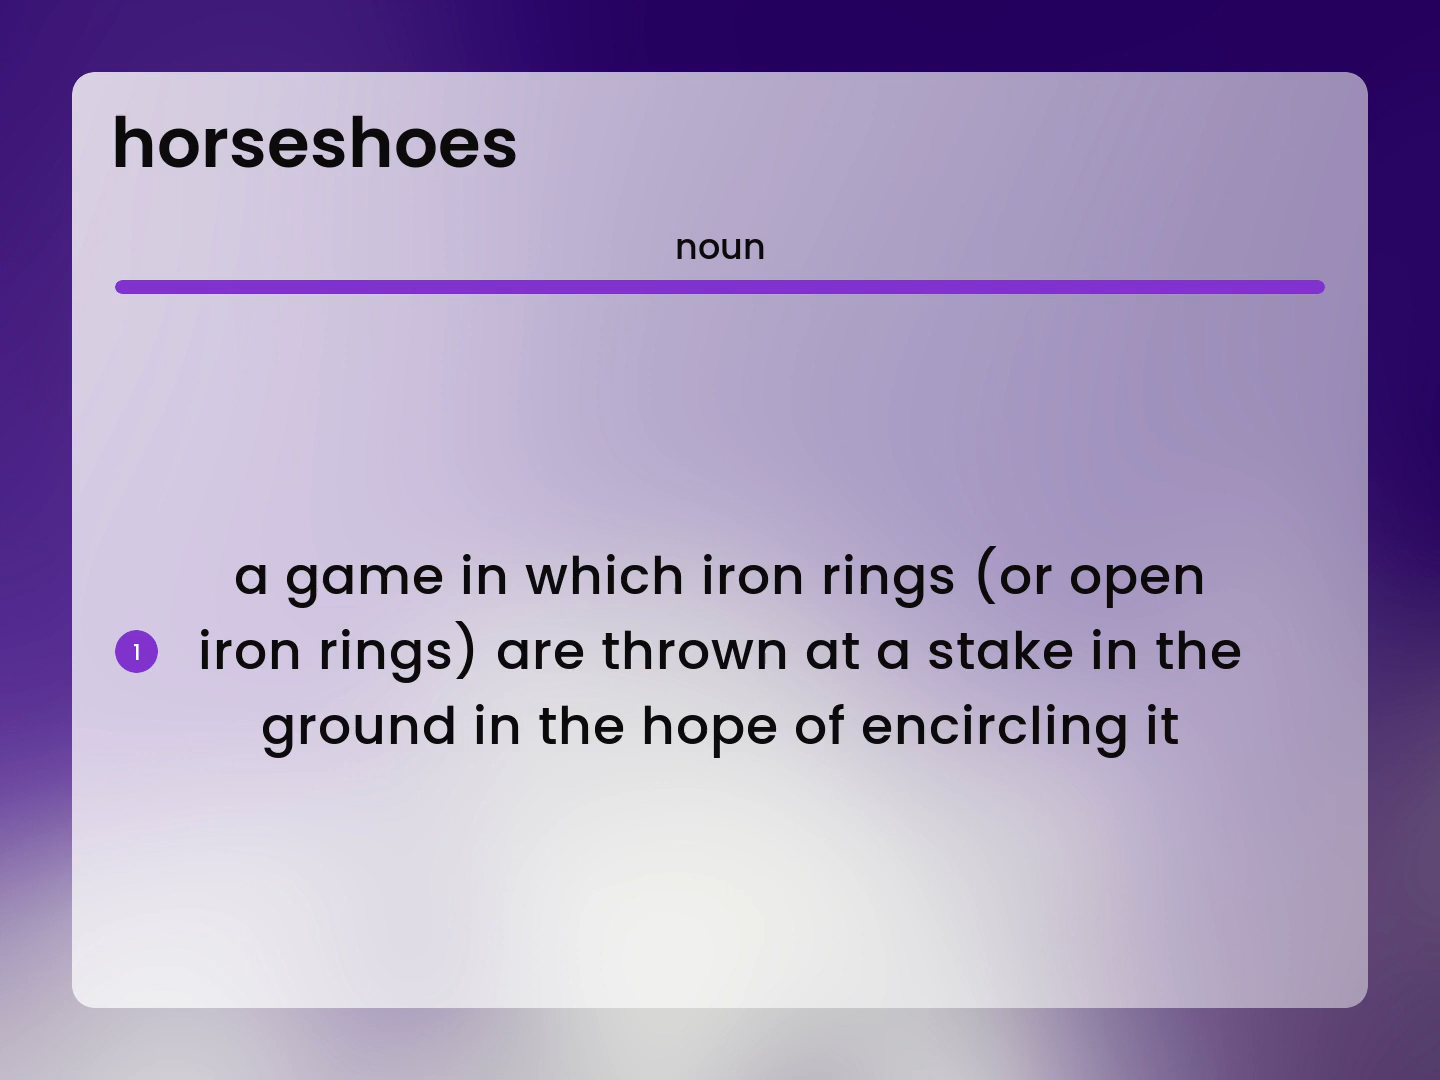 horseshoes
noun
a game in which iron rings (or open
1 iron rings) are thrown at a stake in the
ground in the hope of encircling it